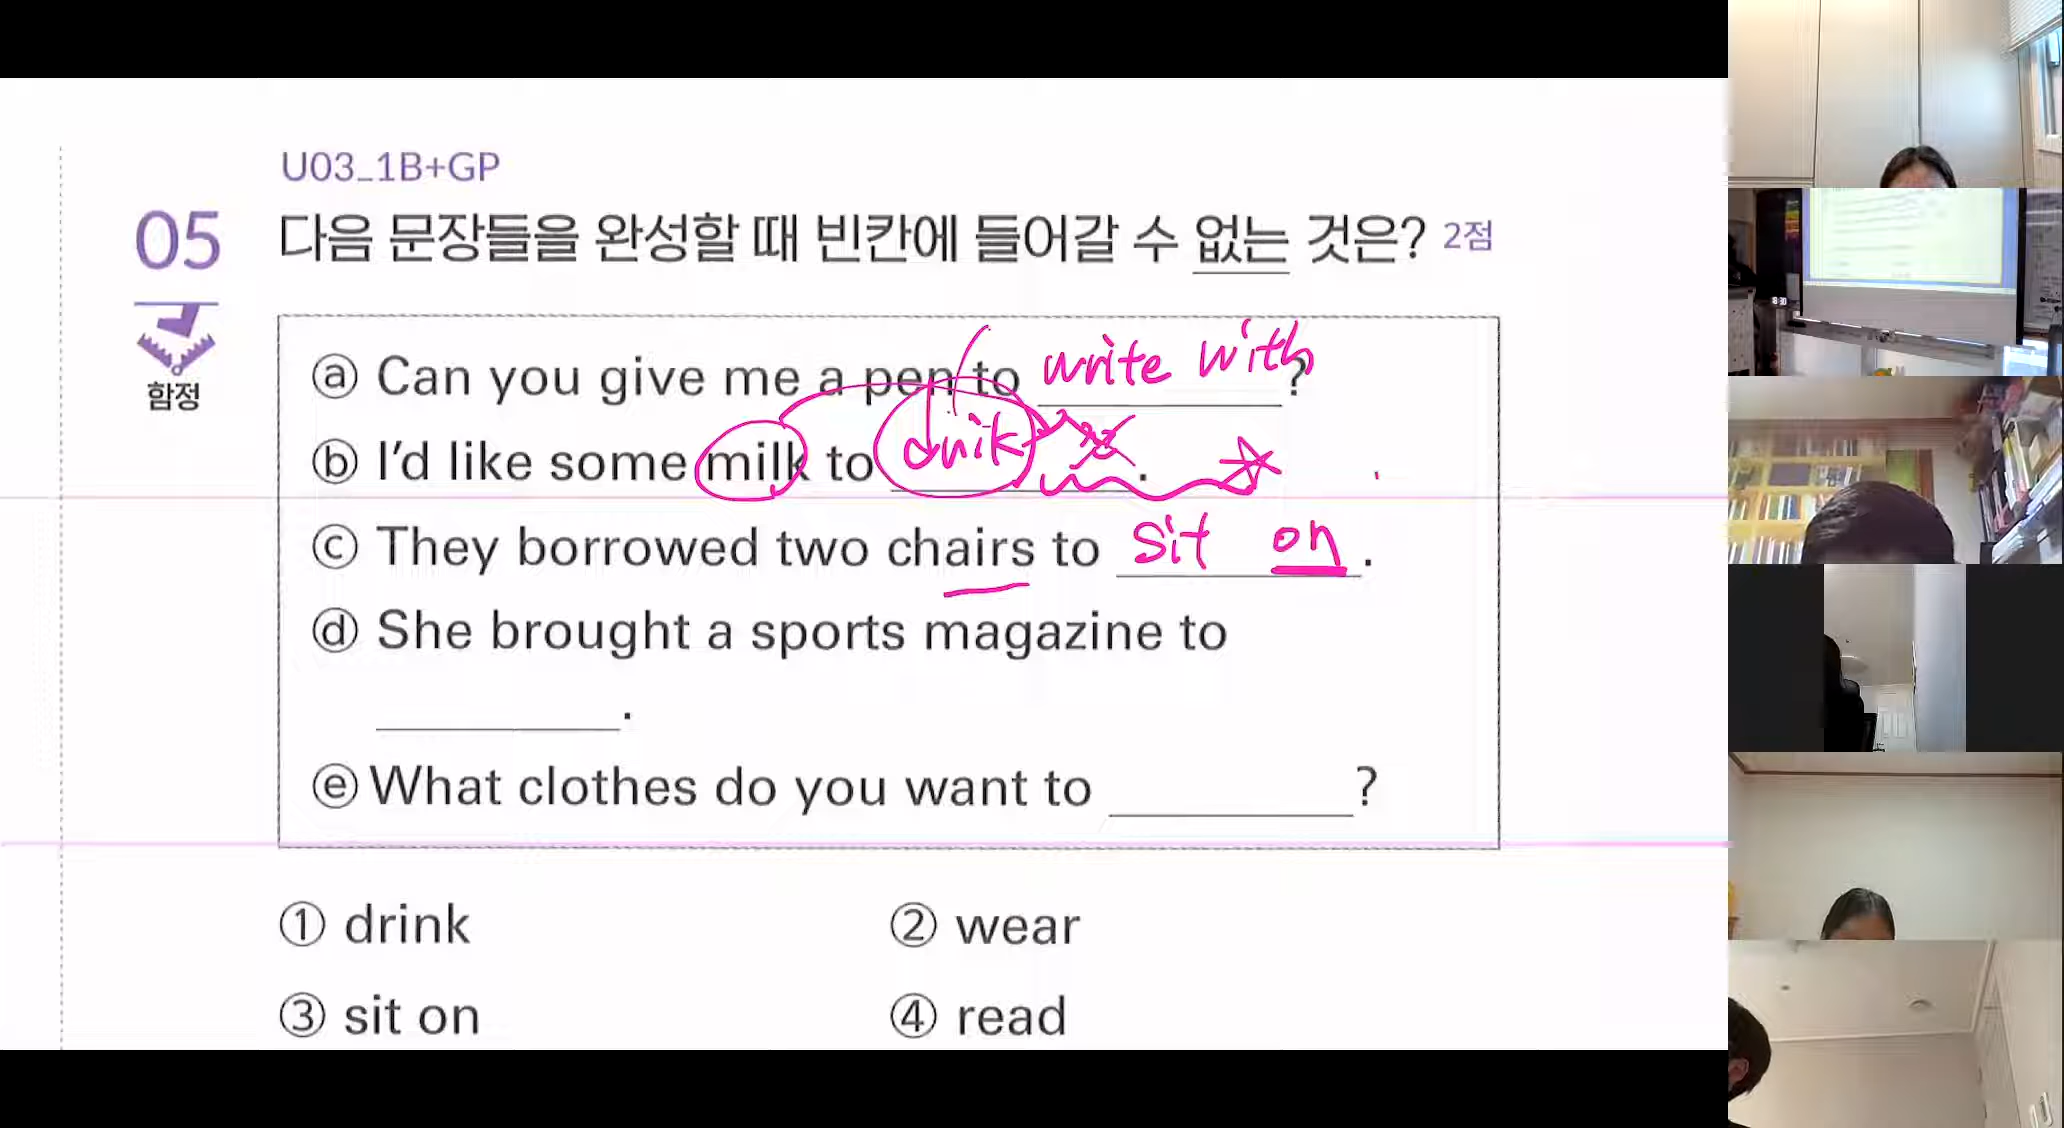 U03_1B+GP
05 다음 문장들을 완성할 때 빈칸에 들어갈 수 없는 것은? 2점
함정
ⓐ Can you give me a pen to write with?
ⓑ I'd like some milk to drink.
ⓒ They borrowed two chairs to sit on.
ⓓ She brought a sports magazine to
__________.
ⓔ What clothes do you want to __________?
① drink ② wear
③ sit on ④ read